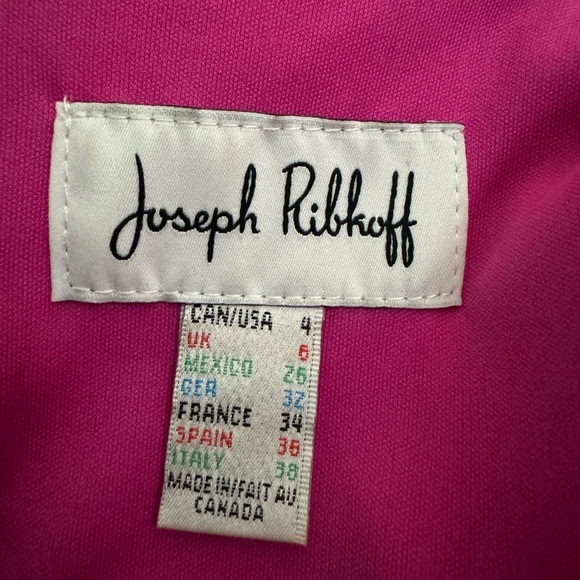 Joseph Ribkoff
CAN/USA 4
UK 6
MEXICO 26
GER 32
FRANCE 34
SPAIN 36
ITALY 38
MADE IN/FAIT AU
CANADA